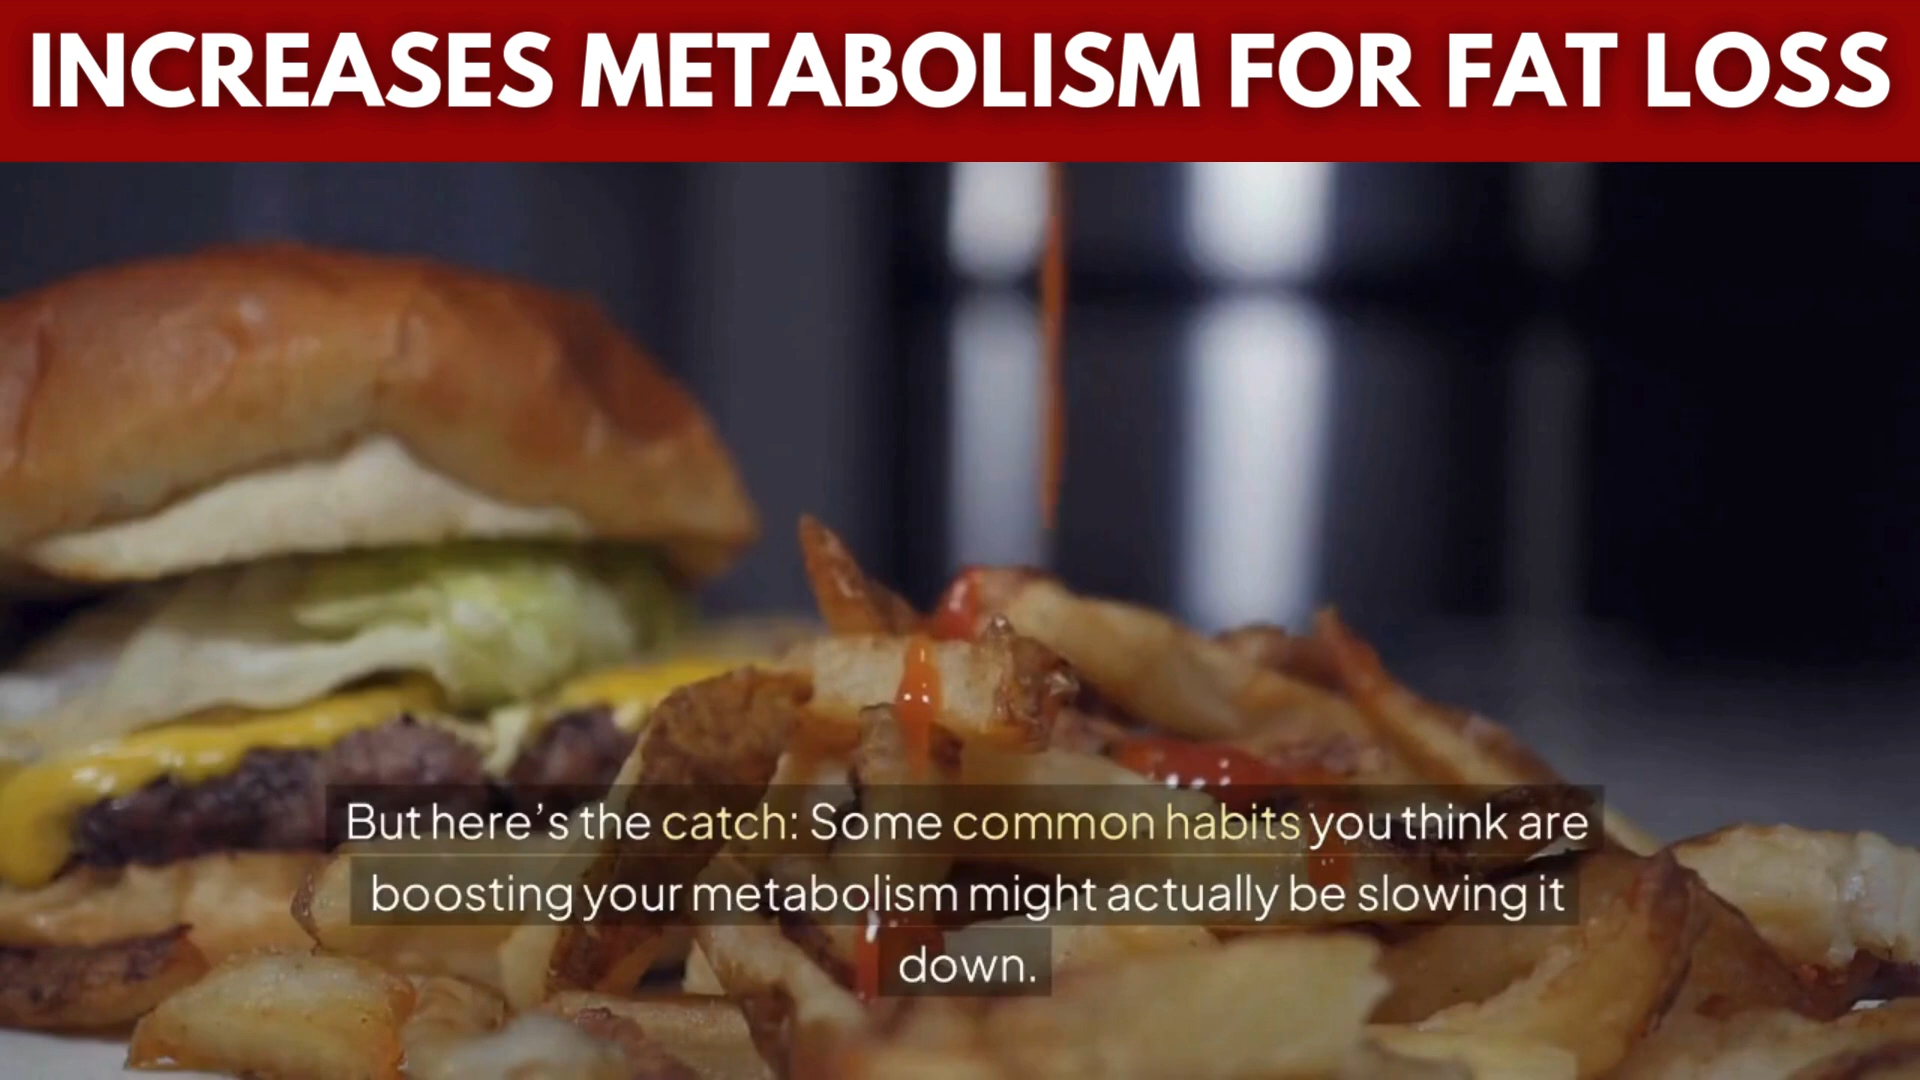 INCREASES METABOLISM FOR FAT LOSS
But here’s the catch: Some common habits you think are
boosting your metabolism might actually be slowing it
down.